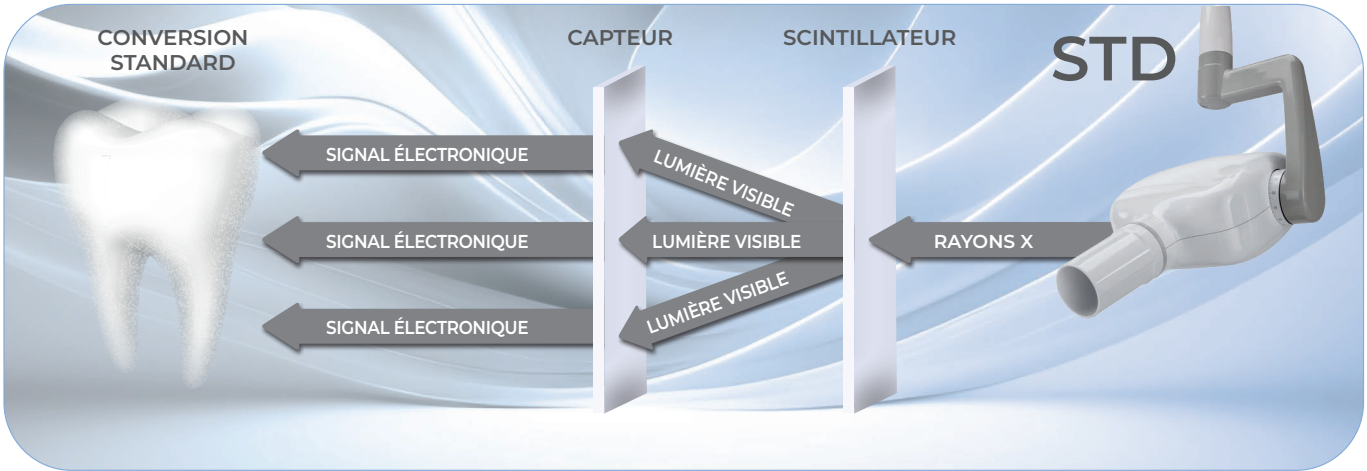 CONVERSION
STANDARD
CAPTEUR
SCINTILLATEUR
STD
SIGNAL ÉLECTRONIQUE
LUMIÈRE VISIBLE
SIGNAL ÉLECTRONIQUE
LUMIÈRE VISIBLE
RAYONS X
SIGNAL ÉLECTRONIQUE
LUMIÈRE VISIBLE